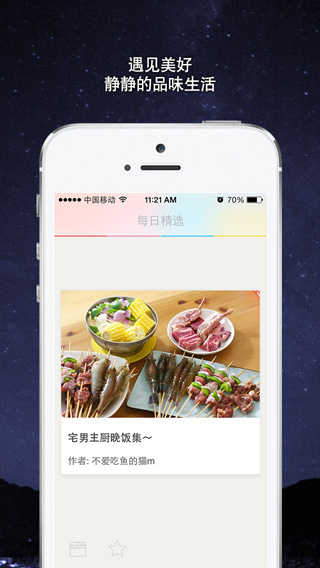 遇见美好
静静的品味生活
中国移动 11:21 AM 70%
每日精选
宅男主厨晚饭集～
作者: 不爱吃鱼的猫m